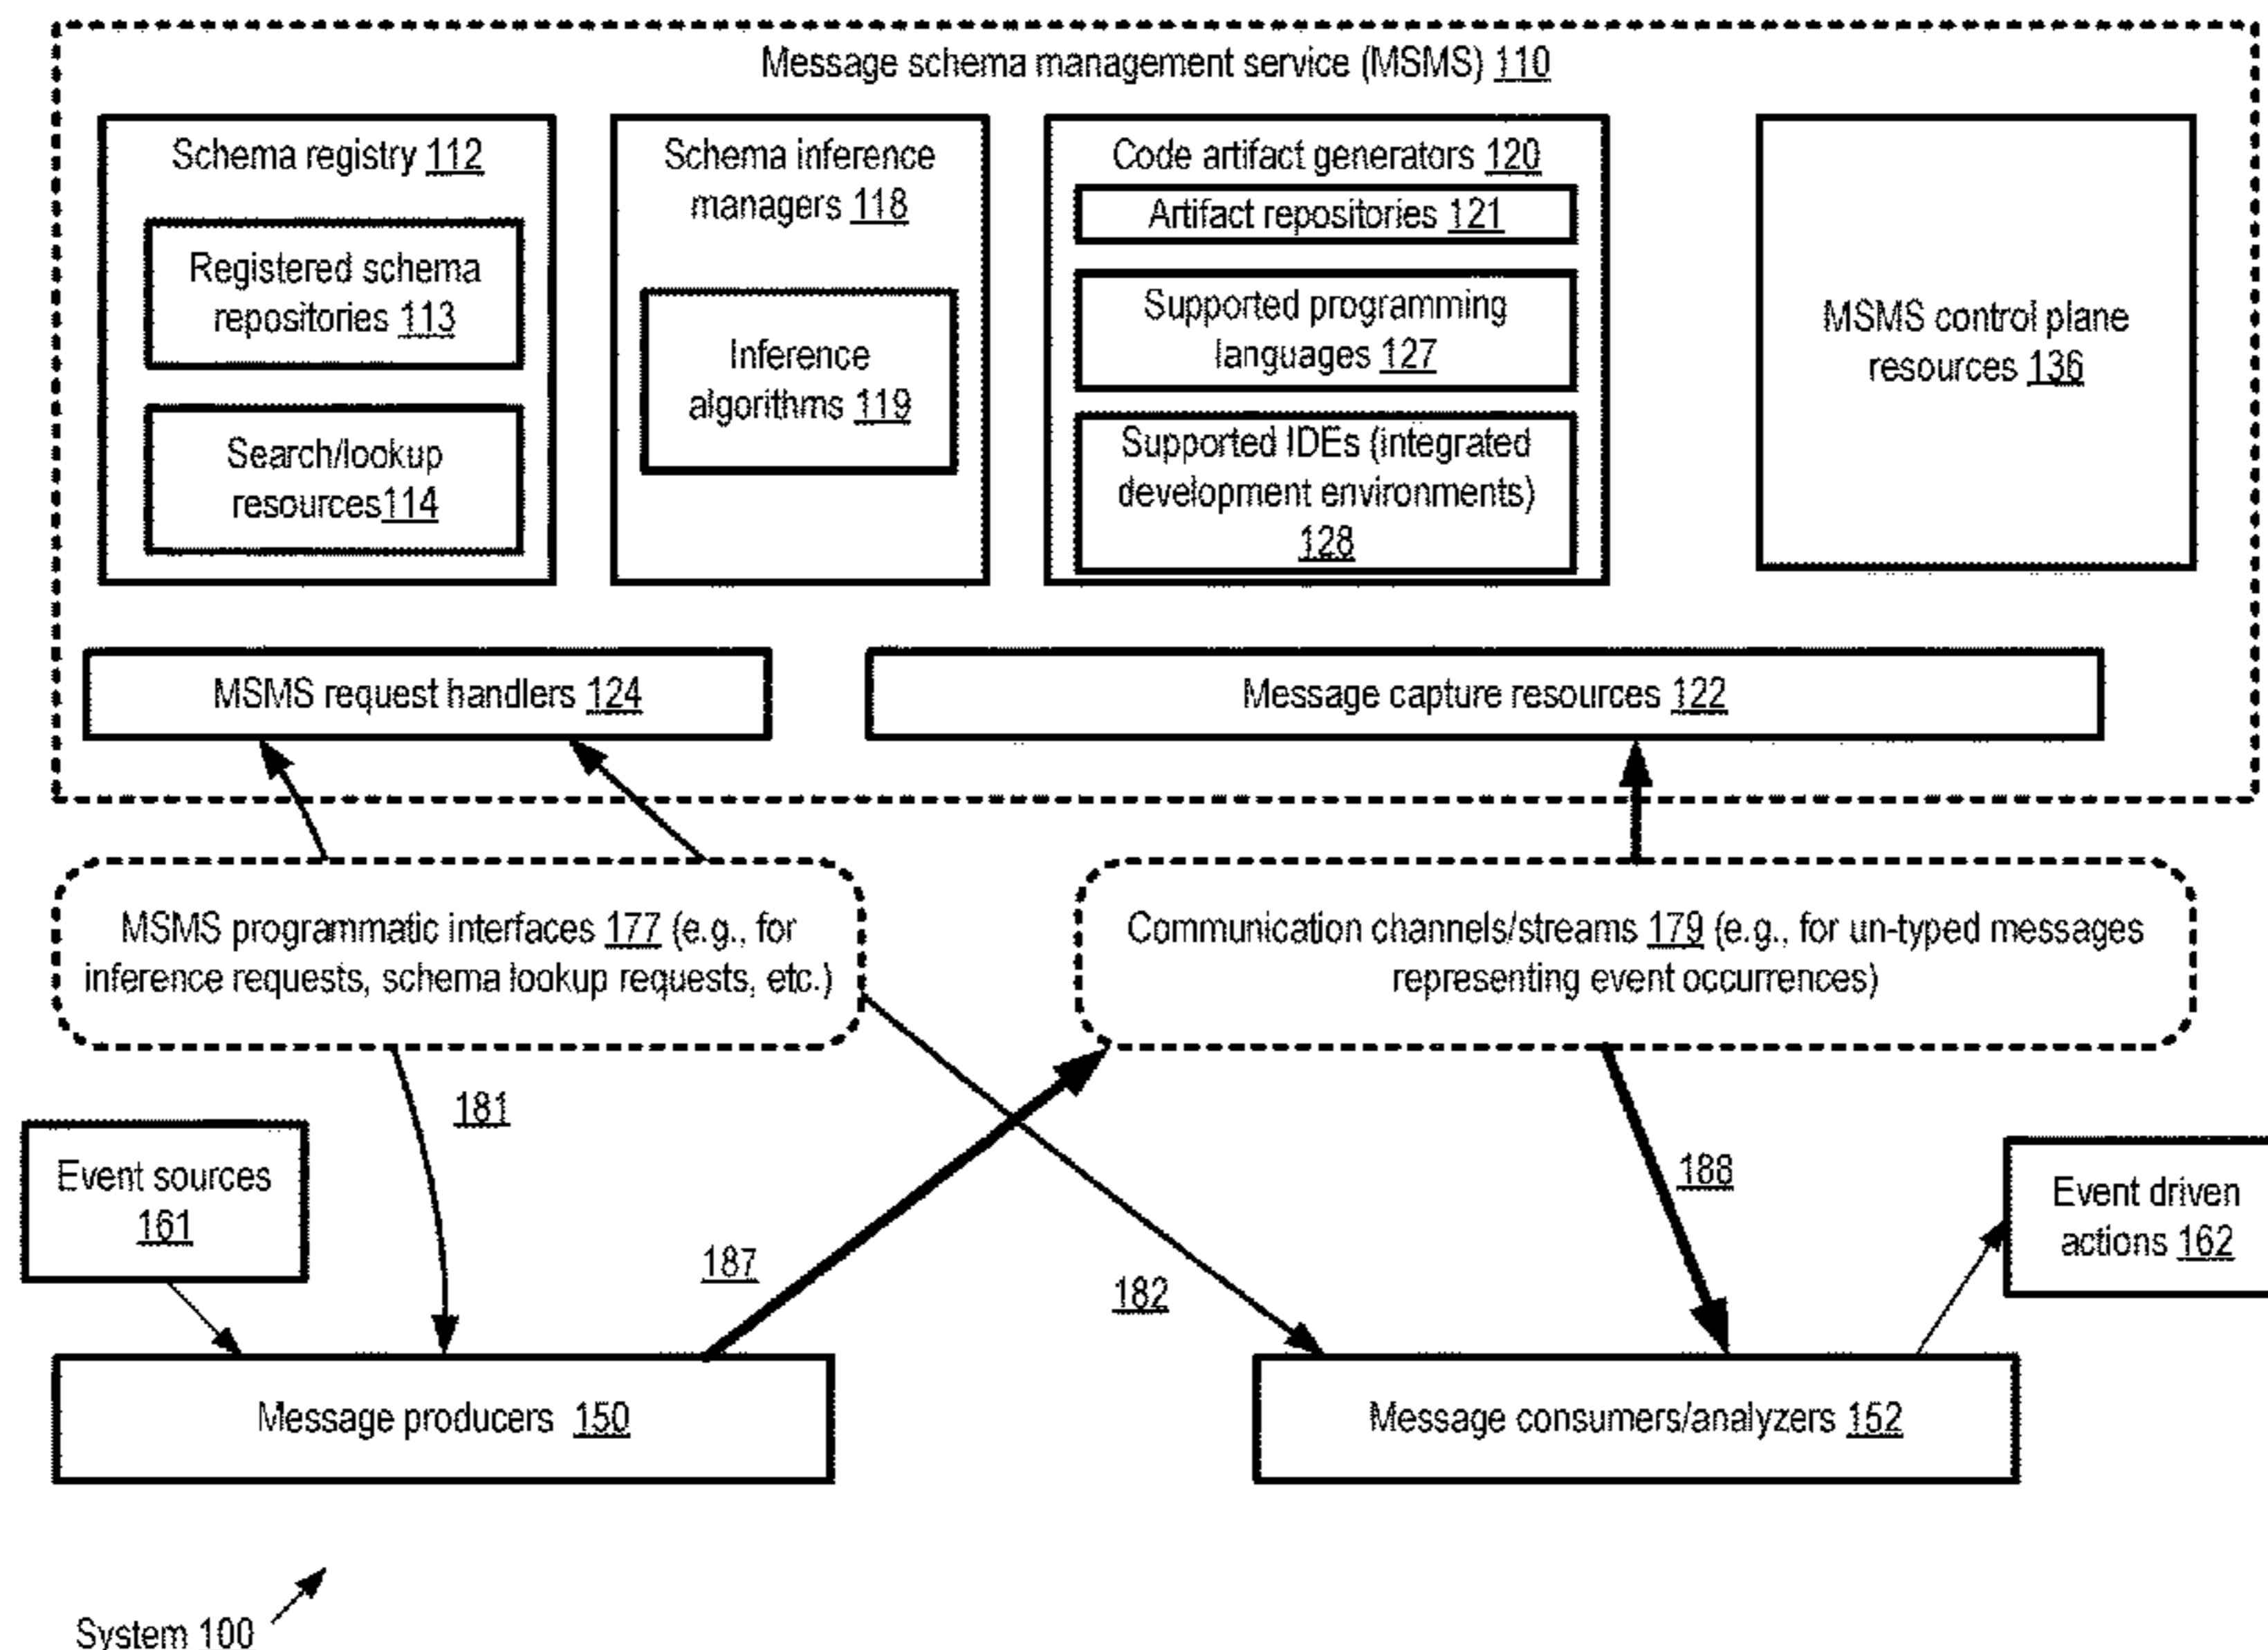 Message schema management service (MSMS) 110
Schema registry 112
Registered schema
repositories 113
Search/lookup
resources114
Schema inference
managers 118
Inference
algorithms 119
Code artifact generators 120
Artifact repositories 121
Supported programming
languages 127
Supported IDEs (integrated
development environments)
128
MSMS control plane
resources 136
MSMS request handlers 124
Message capture resources 122
MSMS programmatic interfaces 177 (e.g., for
inference requests, schema lookup requests, etc.)
Communication channels/streams 179 (e.g., for un-typed messages
representing event occurrences)
181
Event sources
161
187
182
188
Event driven
actions 162
Message producers 150
Message consumers/analyzers 152
System 100